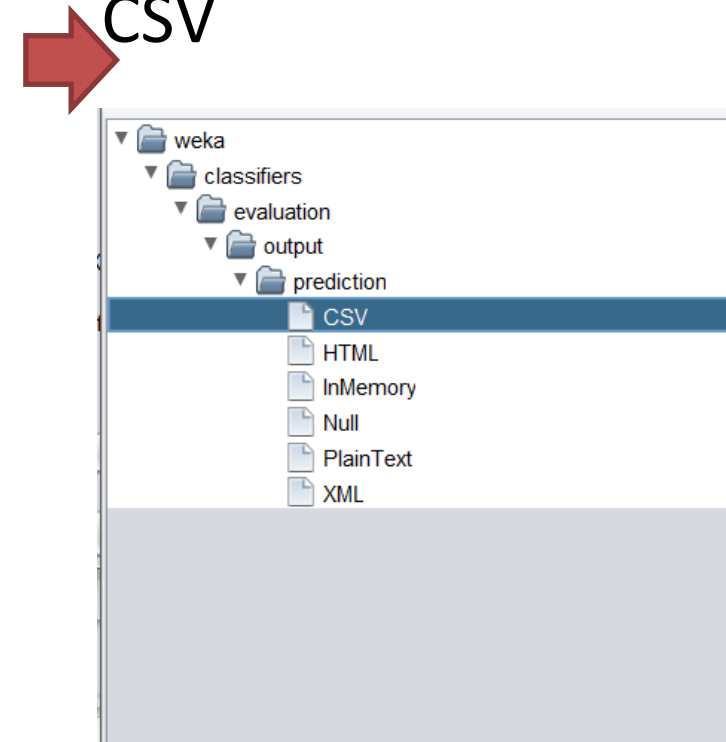 CSV
weka
classifiers
evaluation
output
prediction
CSV
HTML
InMemory
Null
PlainText
XML